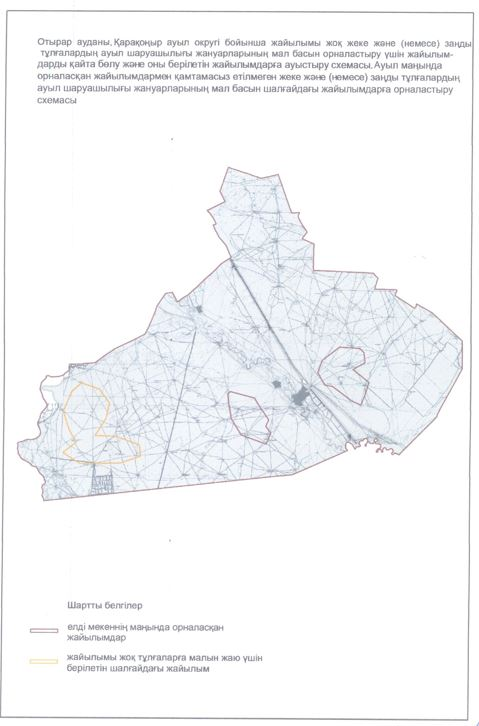 Отырар ауданы, Қарақоңыр ауыл округі бойынша жайылымы жоқ жеке және (немесе) заңды
тұлғалардың ауыл шаруашылығы жануарларының мал басын орналастыру үшін жайылым-
дарды қайта бөлу және оны берілетін жайылымдарға ауыстыру схемасы. Ауыл маңында
орналасқан жайылымдармен қамтамасыз етілмеген жеке және (немесе) заңды тұлғалардың
ауыл шаруашылығы жануарларының мал басын шалғайдағы жайылымдарға орналастыру
схемасы
Шартты белгілер
елді мекеннің маңында орналасқан
жайылымдар
жайылымы жоқ тұлғаларға малын жаю үшін
берілетін шалғайдағы жайылым